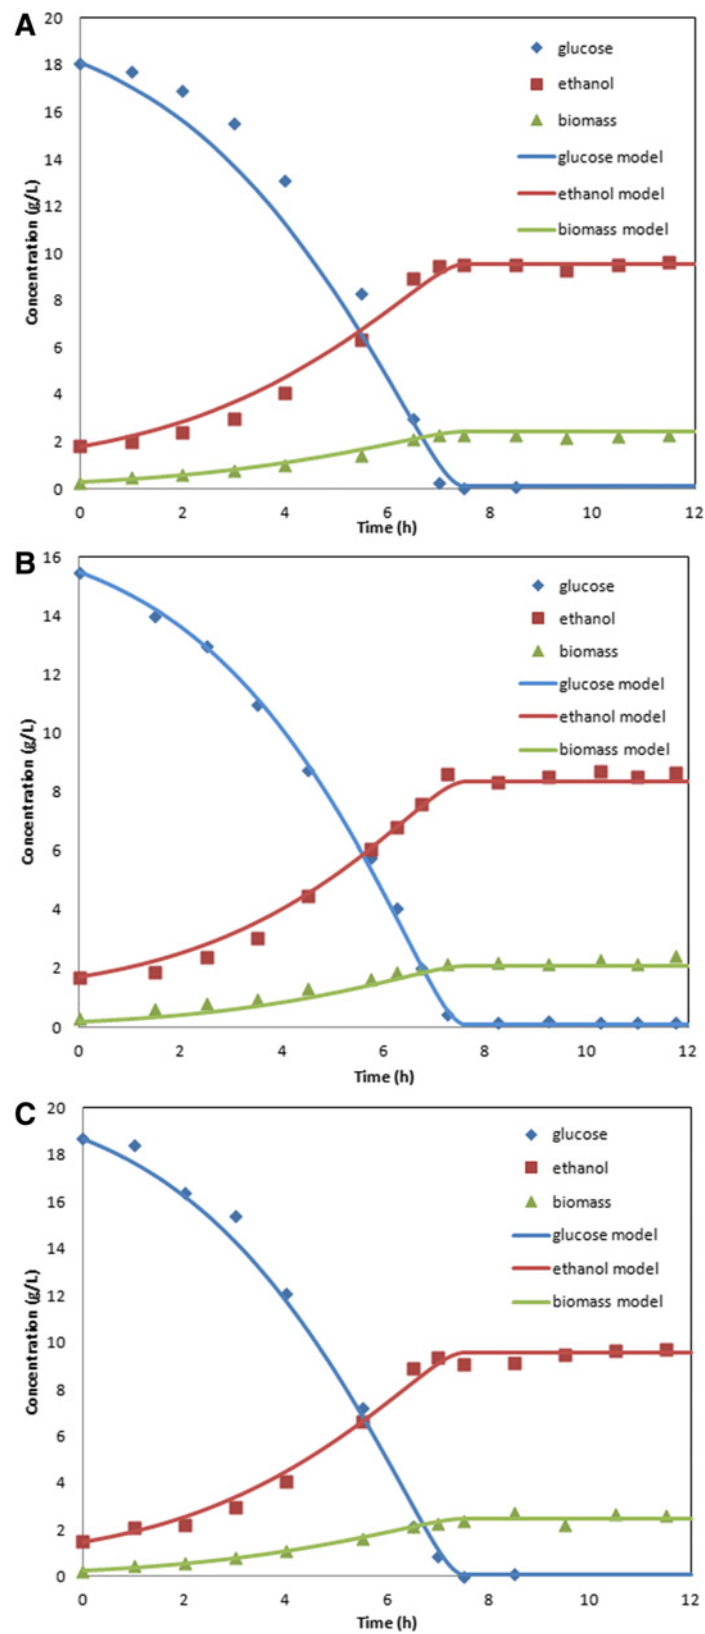 A
20
18
16
14
12
10
8
6
4
2
0
Concentration (g/L)
glucose
ethanol
biomass
glucose model
ethanol model
biomass model
0 2 4 6 8 10 12
Time (h)
B
16
14
12
10
8
6
4
2
0
Concentration (g/L)
glucose
ethanol
biomass
glucose model
ethanol model
biomass model
0 2 4 6 8 10 12
Time (h)
C
20
18
16
14
12
10
8
6
4
2
0
Concentration (g/L)
glucose
ethanol
biomass
glucose model
ethanol model
biomass model
0 2 4 6 8 10 12
Time (h)